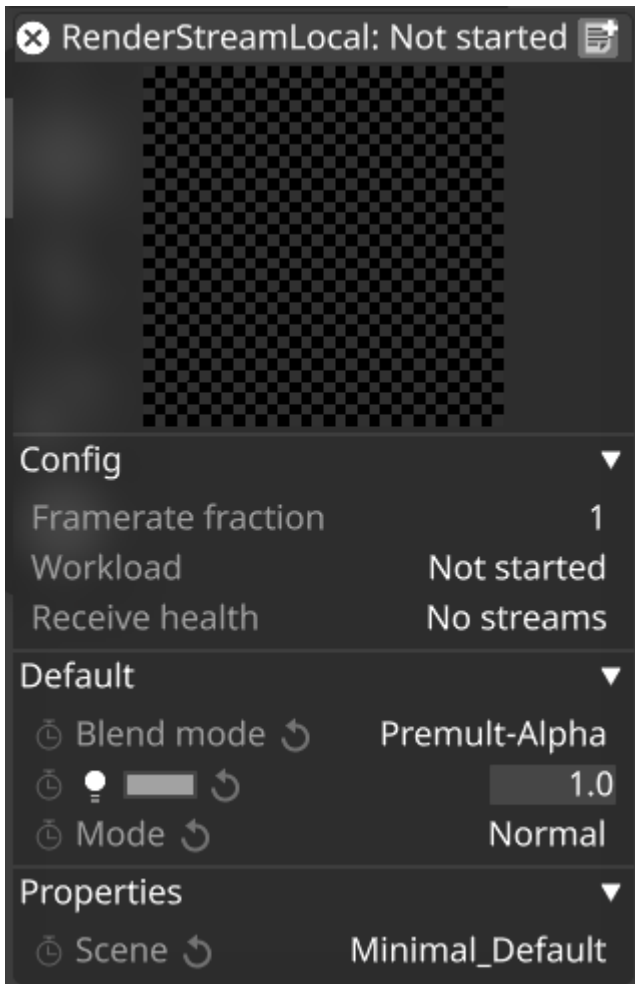 RenderStreamLocal: Not started
Config
Framerate fraction 1
Workload Not started
Receive health No streams
Default
Blend mode Premult-Alpha
1.0
Mode Normal
Properties
Scene Minimal_Default